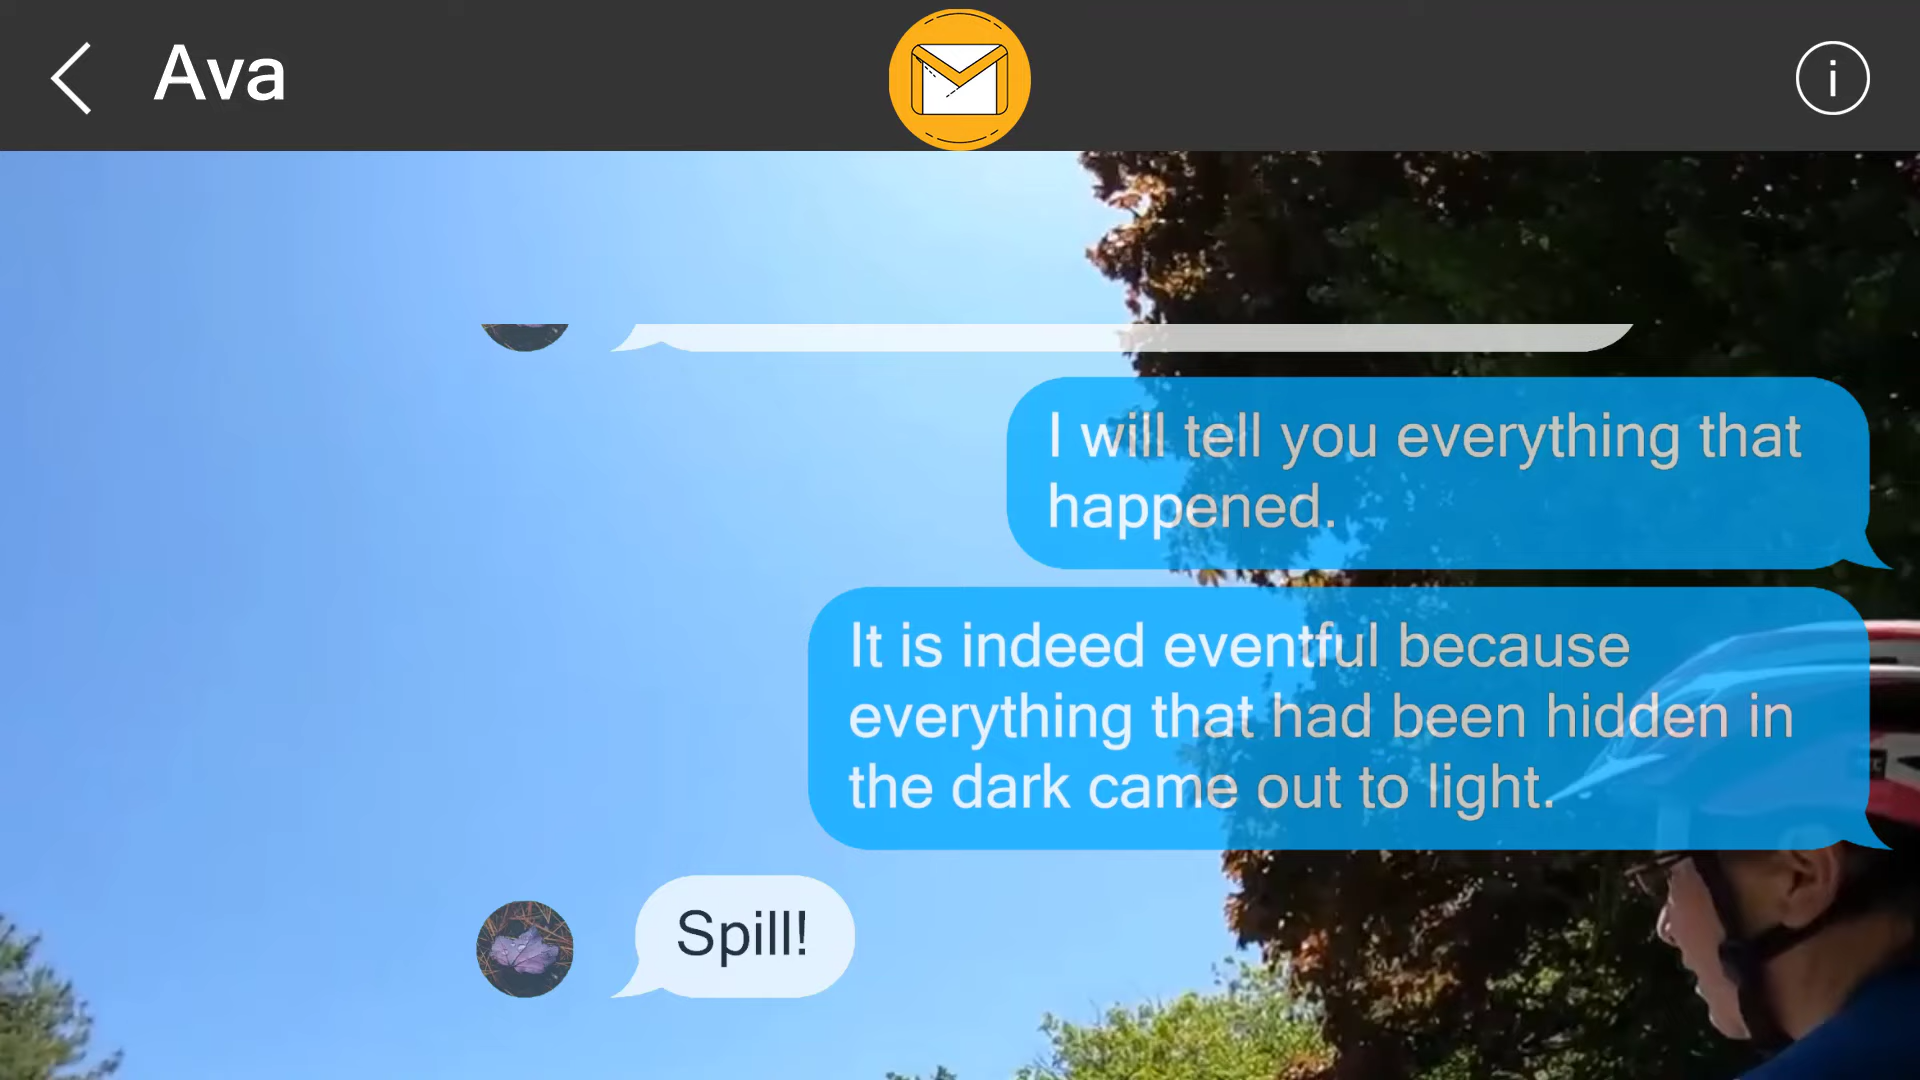 Ava
I will tell you everything that
happened.
It is indeed eventful because
everything that had been hidden in
the dark came out to light.
Spill!